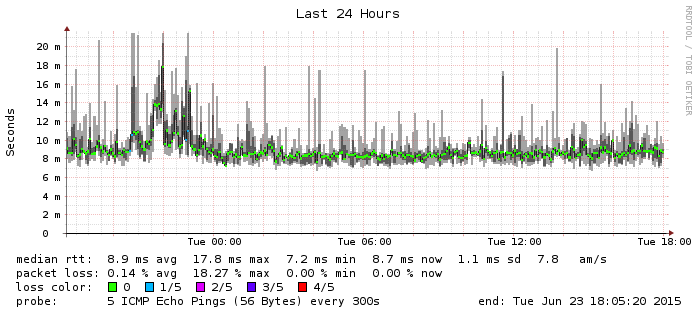 Last 24 Hours
RRDTOOL / TOBI OETIKER
Seconds
20 m
18 m
16 m
14 m
12 m
10 m
8 m
6 m
4 m
2 m
0
Tue 00:00 Tue 06:00 Tue 12:00 Tue 18:00
median rtt: 8.9 ms avg 17.8 ms max 7.2 ms min 8.7 ms now 1.1 ms sd 7.8 am/s
packet loss: 0.14 % avg 18.27 % max 0.00 % min 0.00 % now
loss color: 0 1/5 2/5 3/5 4/5
probe: 5 ICMP Echo Pings (56 Bytes) every 300s end: Tue Jun 23 18:05:20 2015